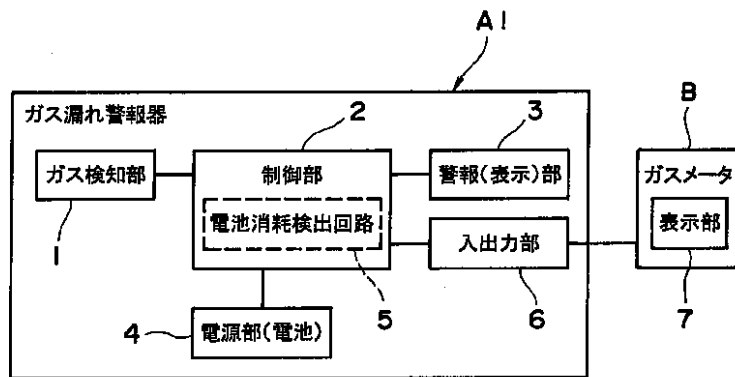 A1
ガス漏れ警報器
2
3
B
ガス検知部
制御部
警報(表示)部
ガスメータ
電池消耗検出回路
入出力部
表示部
1
4
電源部(電池)
5
6
7